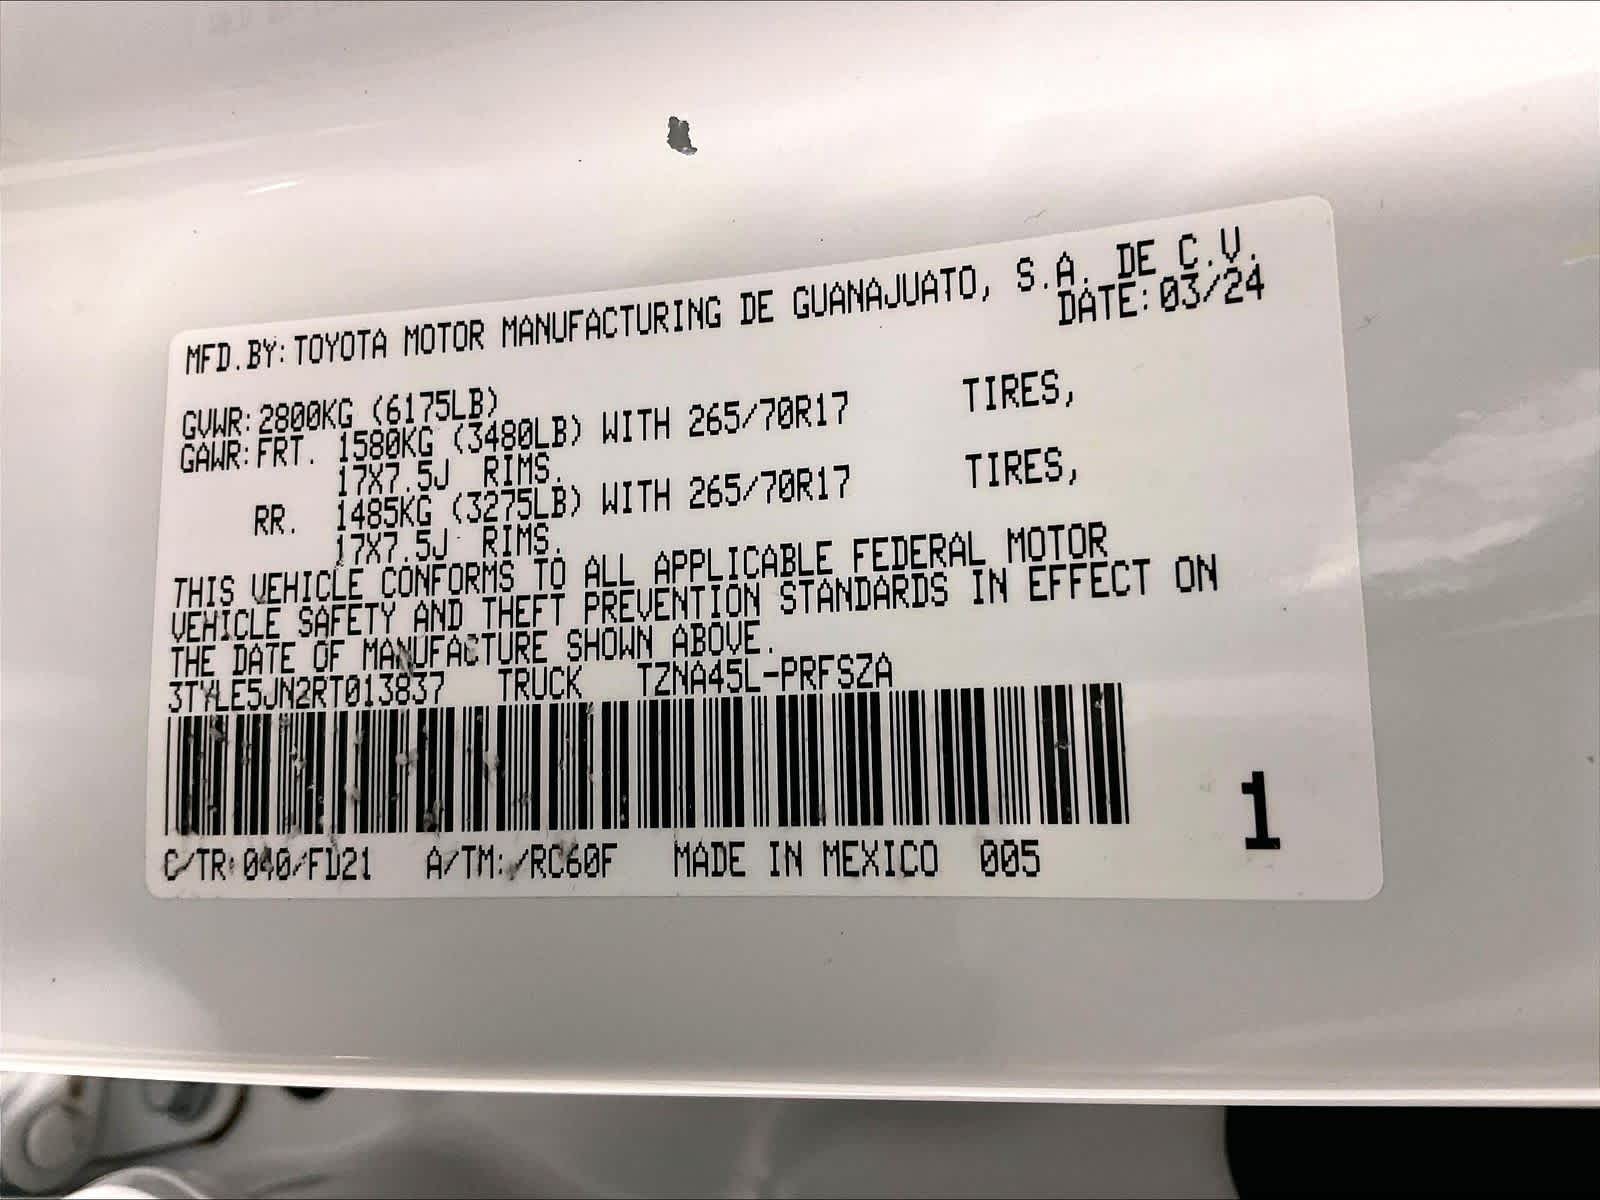 MFD.BY:TOYOTA MOTOR MANUFACTURING DE GUANAJUATO, S.A. DE C.V.
DATE:03/24
GVWR:2800KG (6175LB)
GAWR:FRT. 1580KG (3480LB) WITH 265/70R17 TIRES,
17X7.5J RIMS.
RR. 1485KG (3275LB) WITH 265/70R17 TIRES,
17X7.5J RIMS.
THIS VEHICLE CONFORMS TO ALL APPLICABLE FEDERAL MOTOR
VEHICLE SAFETY AND THEFT PREVENTION STANDARDS IN EFFECT ON
THE DATE OF MANUFACTURE SHOWN ABOVE.
3TYLE5JN2RT013837 TRUCK TZNA45L-PRFSZA
C/TR:040/FD21 A/TM:/RC60F MADE IN MEXICO 005
1